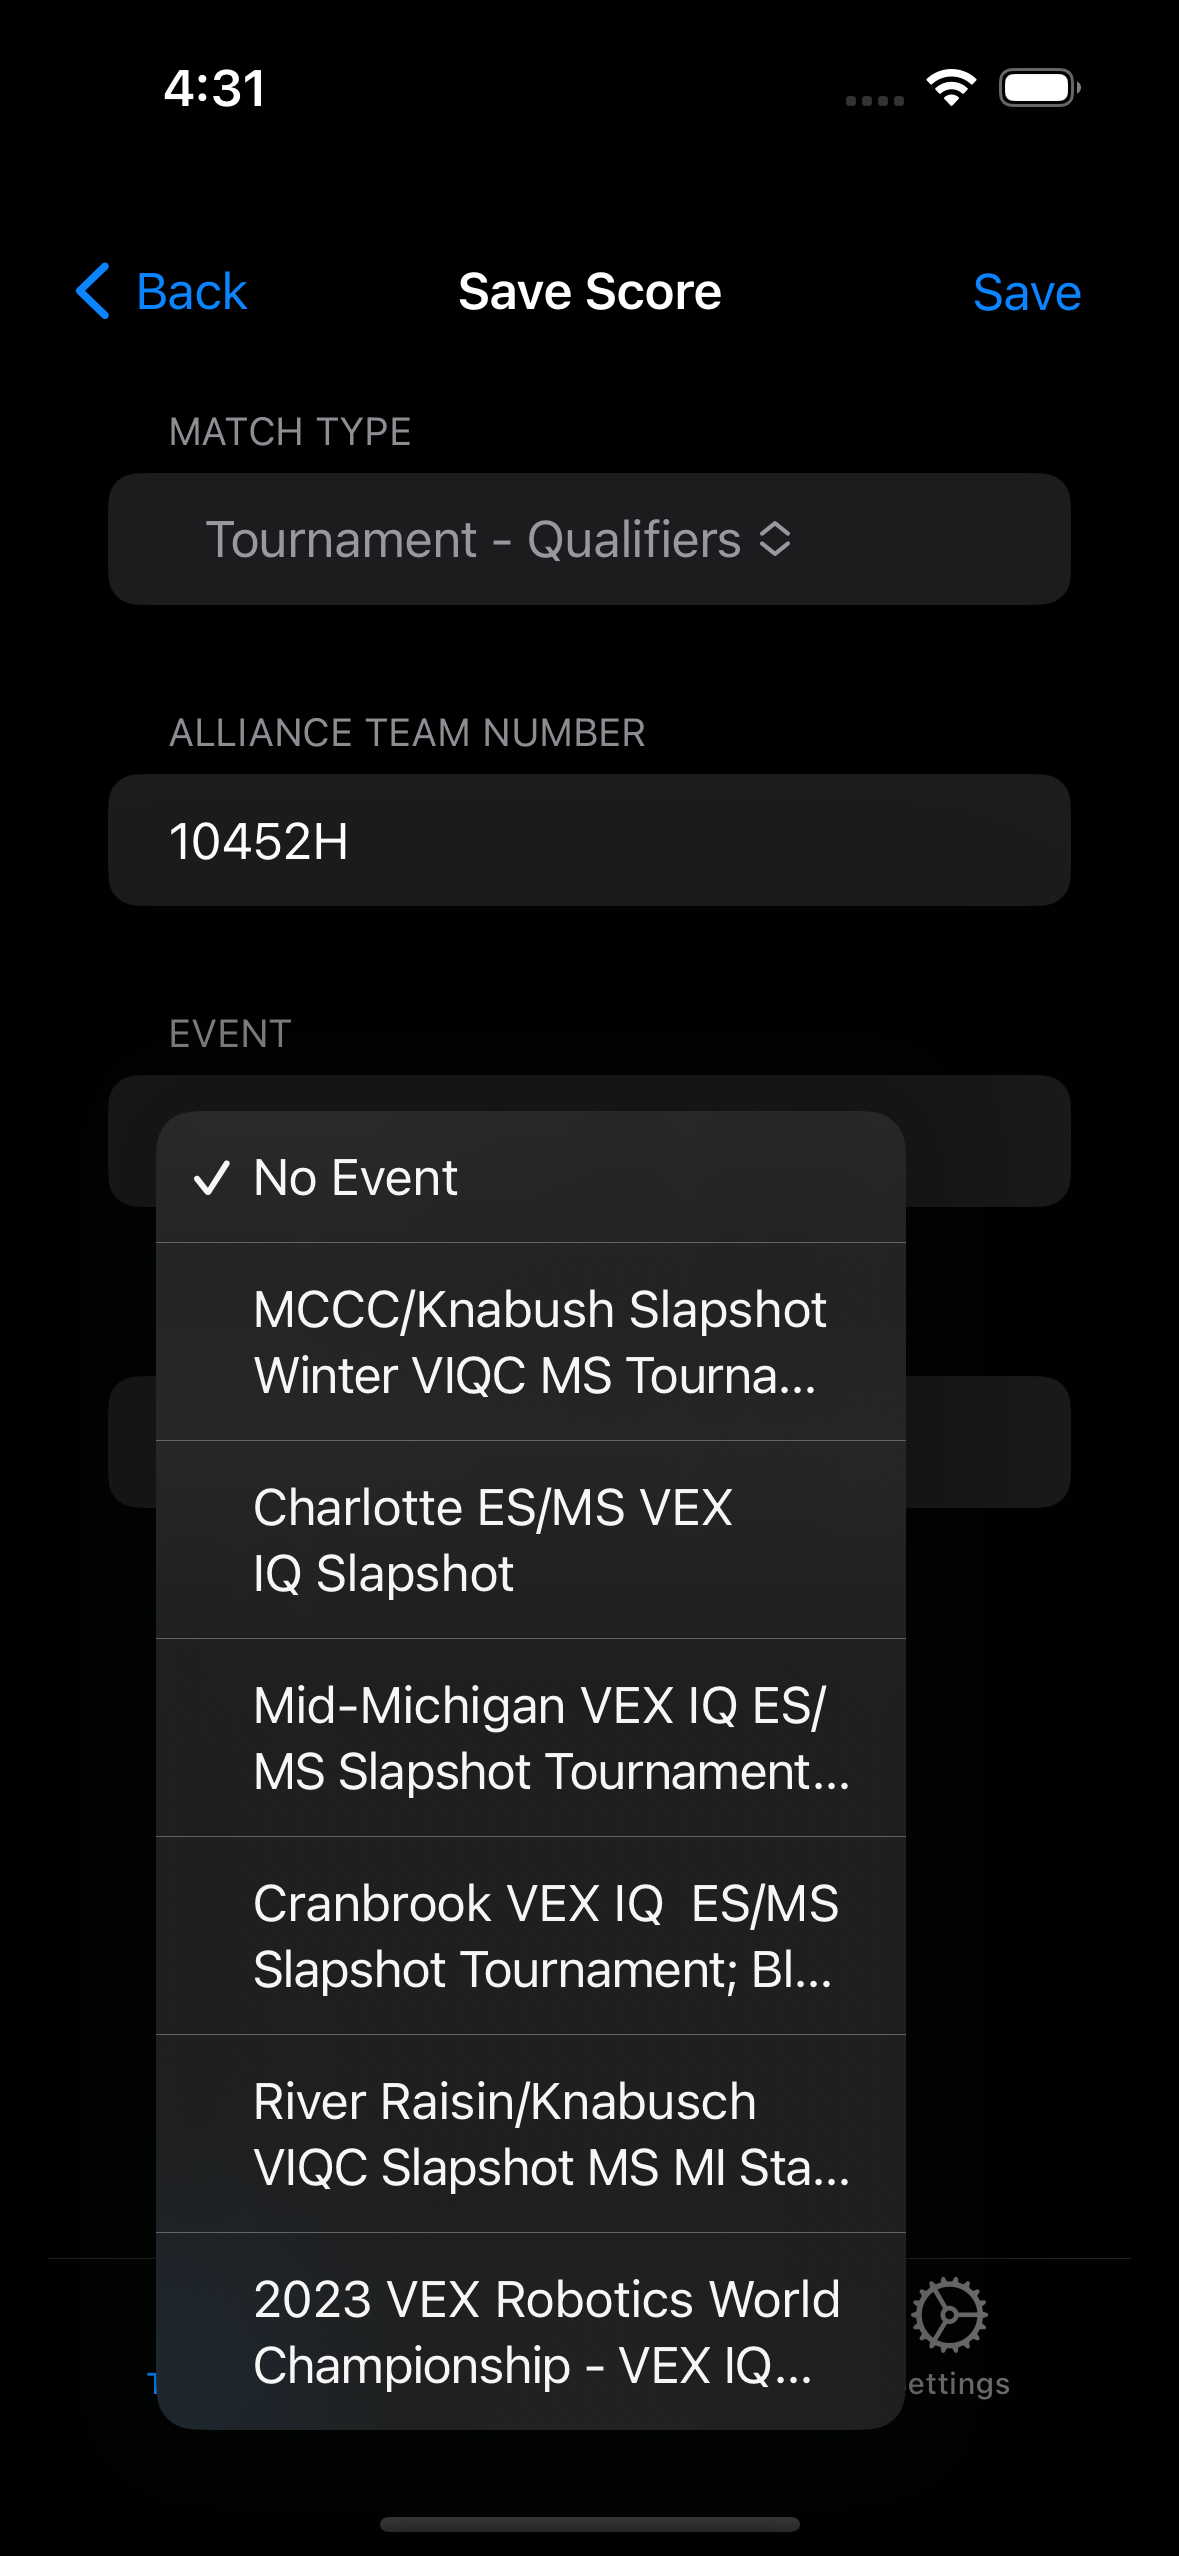 4:31
Back
Save Score
Save
MATCH TYPE
Tournament - Qualifiers
ALLIANCE TEAM NUMBER
10452H
EVENT
No Event
MCCC/Knabush Slapshot
Winter VIQC MS Tourna...
Charlotte ES/MS VEX
IQ Slapshot
Mid-Michigan VEX IQ ES/
MS Slapshot Tournament...
Cranbrook VEX IQ  ES/MS
Slapshot Tournament; Bl...
River Raisin/Knabusch
VIQC Slapshot MS MI Sta...
2023 VEX Robotics World
Championship - VEX IQ...